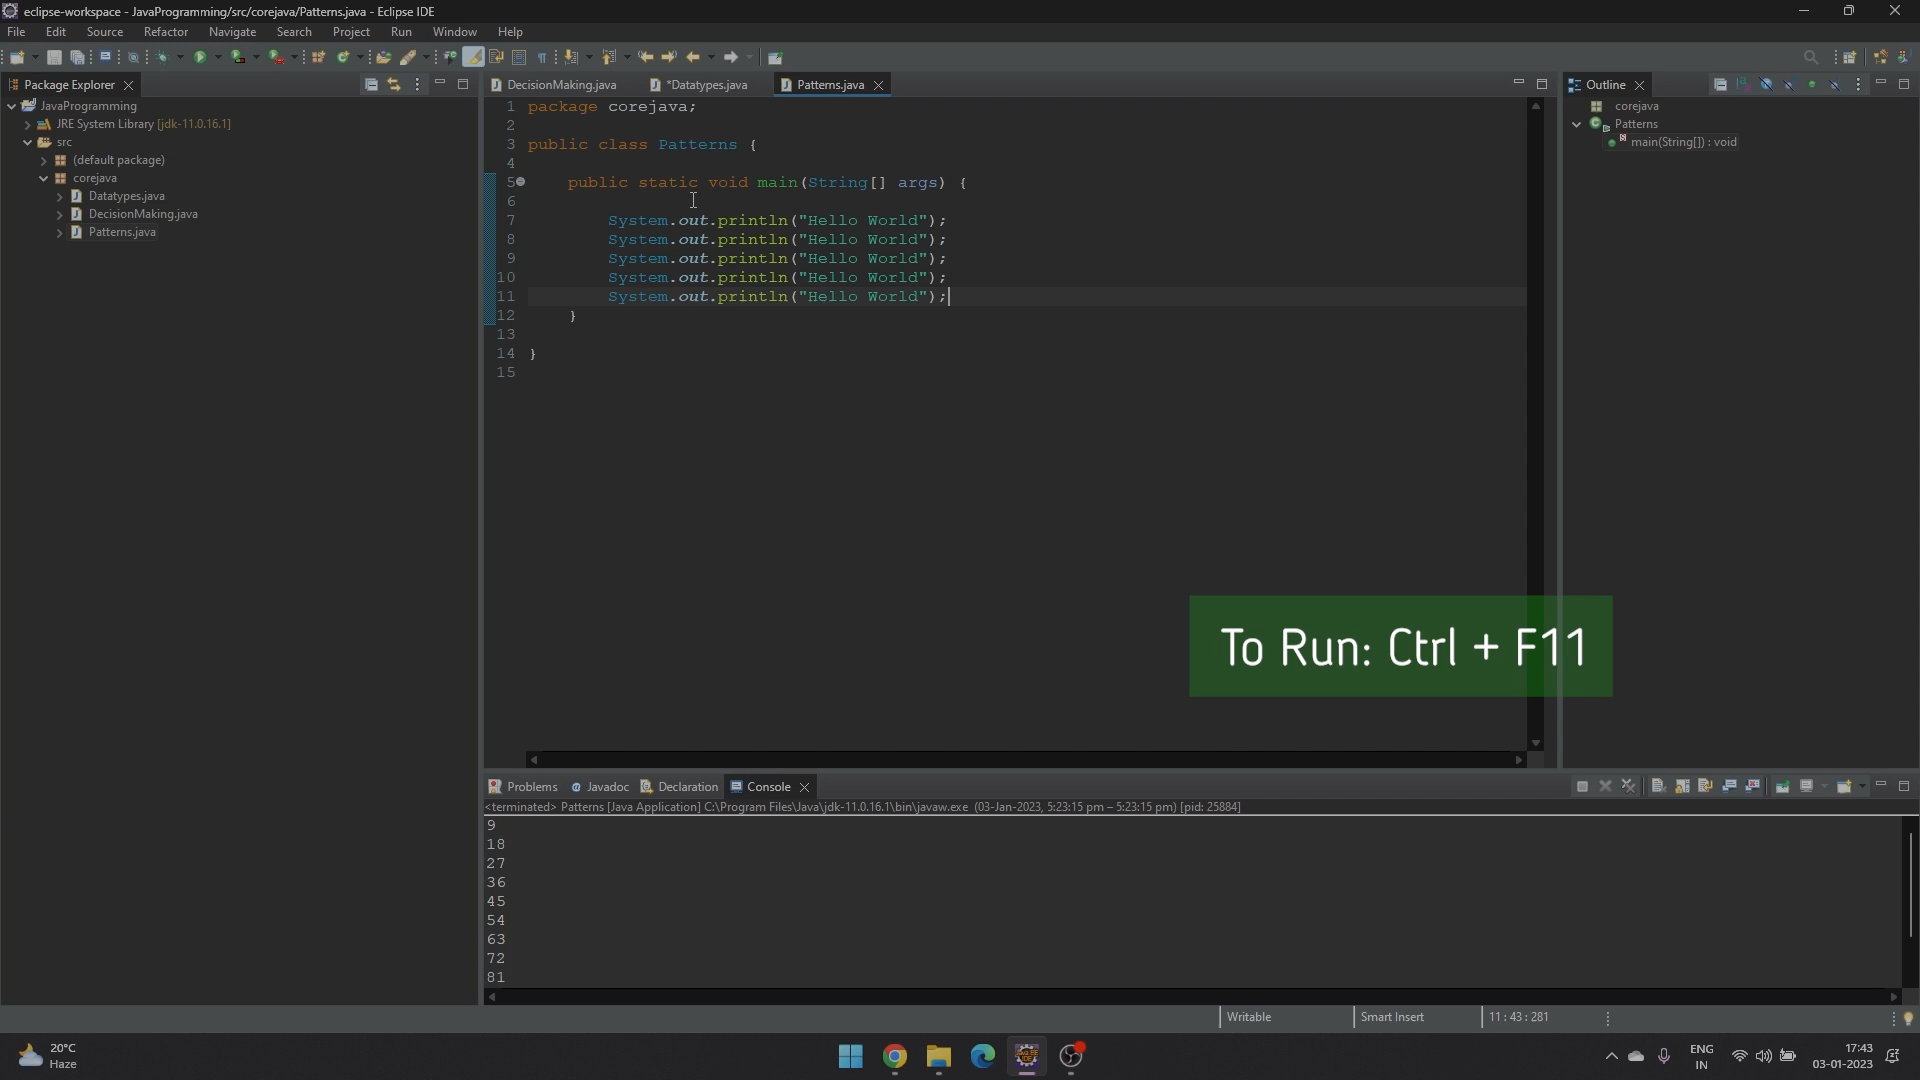 eclipse-workspace - JavaProgramming/src/corejava/Patterns.java - Eclipse IDE
File Edit Source Refactor Navigate Search Project Run Window Help
Package Explorer
JavaProgramming
JRE System Library [jdk-11.0.16.1]
src
(default package)
corejava
Datatypes.java
DecisionMaking.java
Patterns.java
DecisionMaking.java *Datatypes.java Patterns.java
1 package corejava;
2
3 public class Patterns {
4
5 public static void main(String[] args) {
6
7 System.out.println("Hello World");
8 System.out.println("Hello World");
9 System.out.println("Hello World");
10 System.out.println("Hello World");
11 System.out.println("Hello World");
12 }
13
14 }
15
Outline
corejava
Patterns
main(String[]) : void
To Run: Ctrl + F11
Problems Javadoc Declaration Console
<terminated> Patterns [Java Application] C:\Program Files\Java\jdk-11.0.16.1\bin\javaw.exe (03-Jan-2023, 5:23:15 pm – 5:23:15 pm) [pid: 25884]
9
18
27
36
45
54
63
72
81
Writable Smart Insert 11 : 43 : 281
20°C
Haze
ENG
IN
17:43
03-01-2023